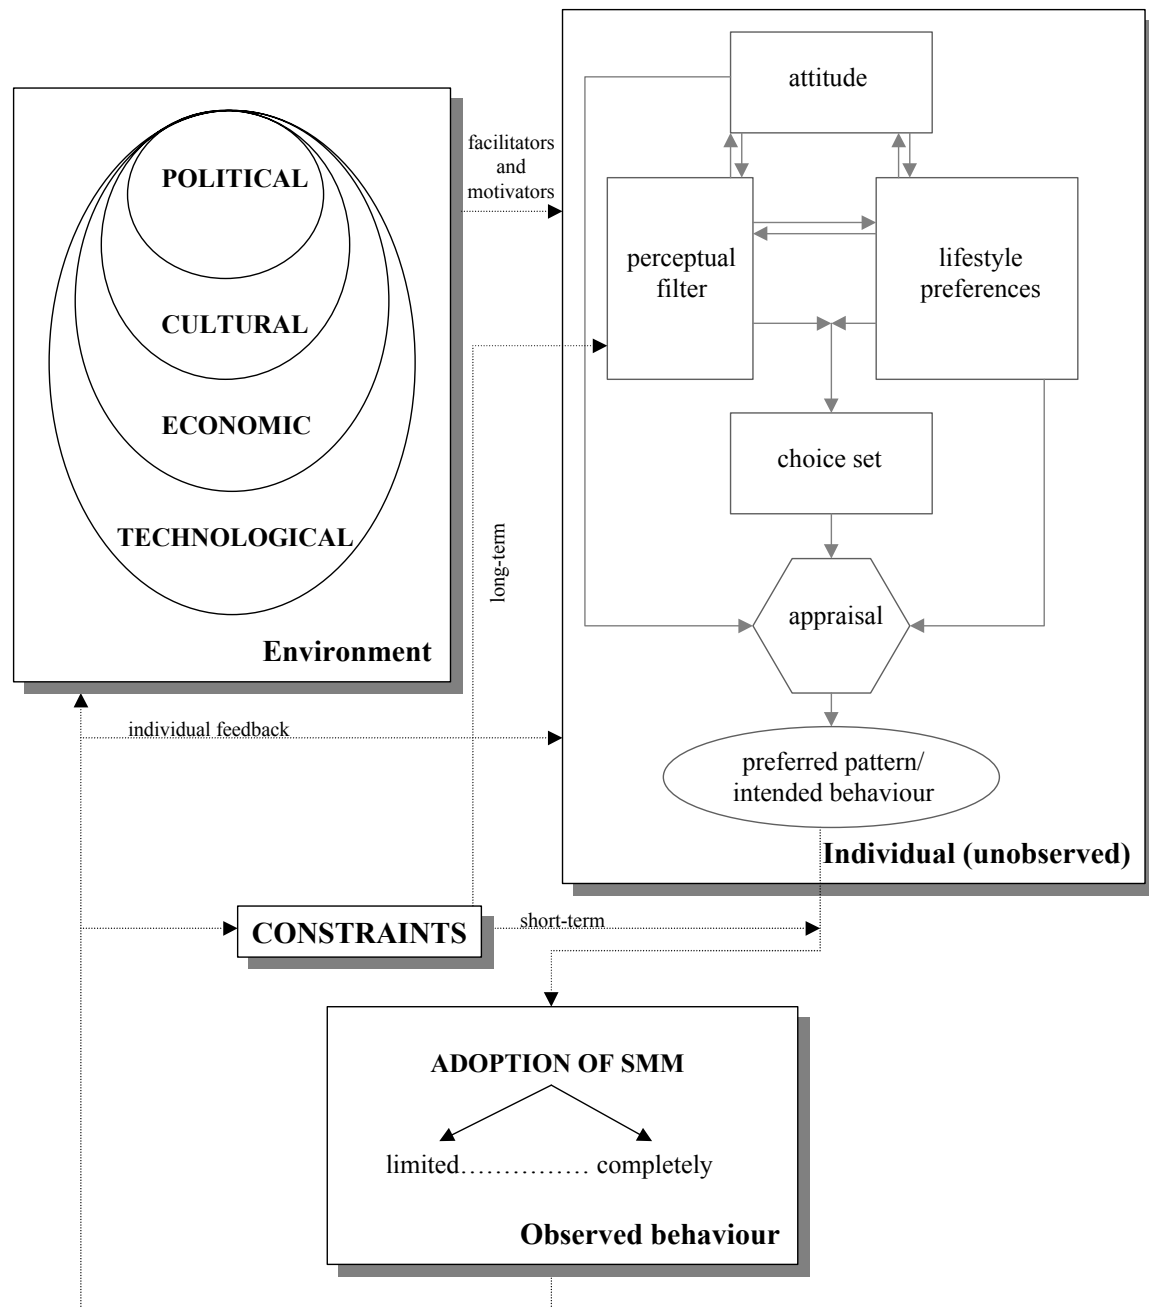 POLITICAL
CULTURAL
ECONOMIC
TECHNOLOGICAL
Environment
facilitators
and
motivators
attitude
perceptual
filter
lifestyle
preferences
choice set
appraisal
preferred pattern/
intended behaviour
Individual (unobserved)
long-term
individual feedback
CONSTRAINTS
short-term
ADOPTION OF SMM
limited…………… completely
Observed behaviour